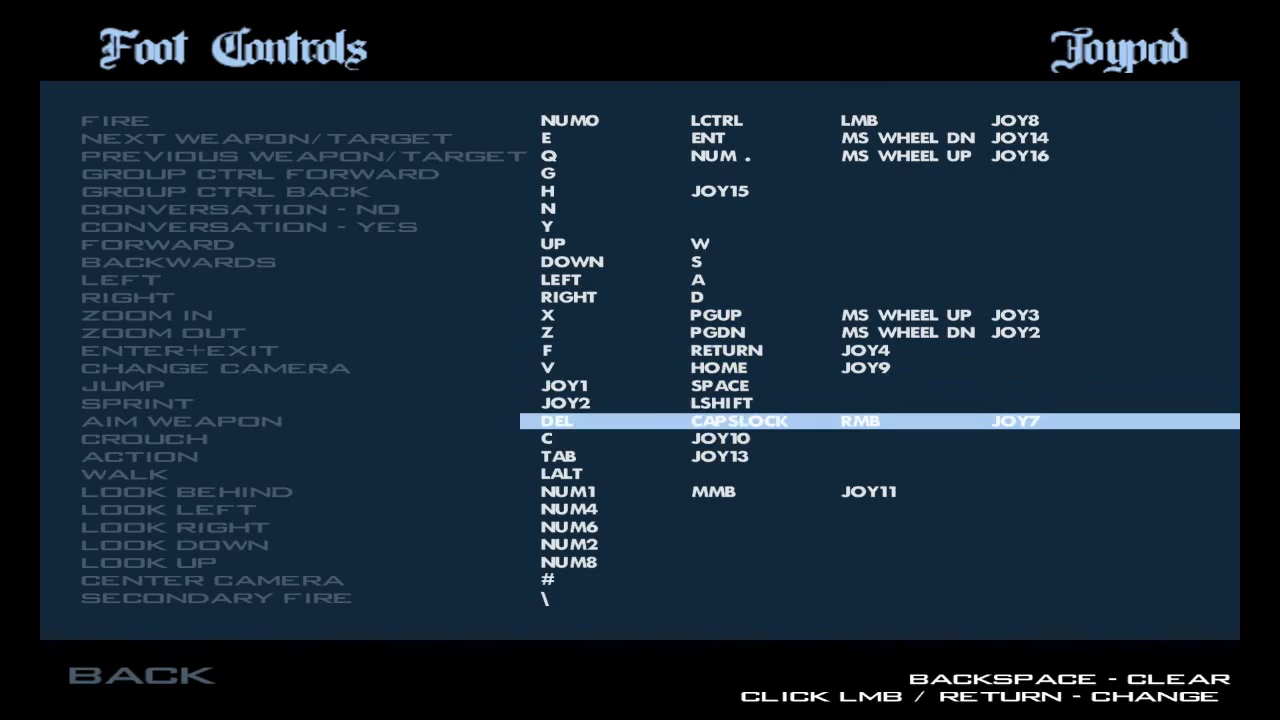 Foot Controls Joypad
FIRE NUM0 LCTRL LMB JOY8
NEXT WEAPON/TARGET E ENT MS WHEEL DN JOY14
PREVIOUS WEAPON/TARGET Q NUM . MS WHEEL UP JOY16
GROUP CTRL FORWARD G
GROUP CTRL BACK H JOY15
CONVERSATION - NO N
CONVERSATION - YES Y
FORWARD UP W
BACKWARDS DOWN S
LEFT LEFT A
RIGHT RIGHT D
ZOOM IN X PGUP MS WHEEL UP JOY3
ZOOM OUT Z PGDN MS WHEEL DN JOY2
ENTER+EXIT F RETURN JOY4
CHANGE CAMERA V HOME JOY9
JUMP JOY1 SPACE
SPRINT JOY2 LSHIFT
AIM WEAPON DEL CAPSLOCK RMB JOY7
CROUCH C JOY10
ACTION TAB JOY13
WALK LALT
LOOK BEHIND NUM1 MMB JOY11
LOOK LEFT NUM4
LOOK RIGHT NUM6
LOOK DOWN NUM2
LOOK UP NUM8
CENTER CAMERA #
SECONDARY FIRE \
BACK
BACKSPACE - CLEAR
CLICK LMB / RETURN - CHANGE